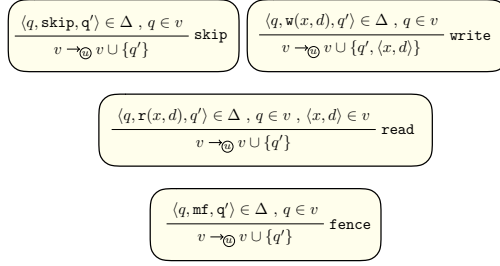 ⟨q, skip, q′⟩ ∈ Δ , q ∈ v
v →ⓤ v ∪ {q′}
skip
⟨q, w(x, d), q′⟩ ∈ Δ , q ∈ v
v →ⓤ v ∪ {q′, ⟨x, d⟩}
write
⟨q, r(x, d), q′⟩ ∈ Δ , q ∈ v , ⟨x, d⟩ ∈ v
v →ⓤ v ∪ {q′}
read
⟨q, mf, q′⟩ ∈ Δ , q ∈ v
v →ⓤ v ∪ {q′}
fence